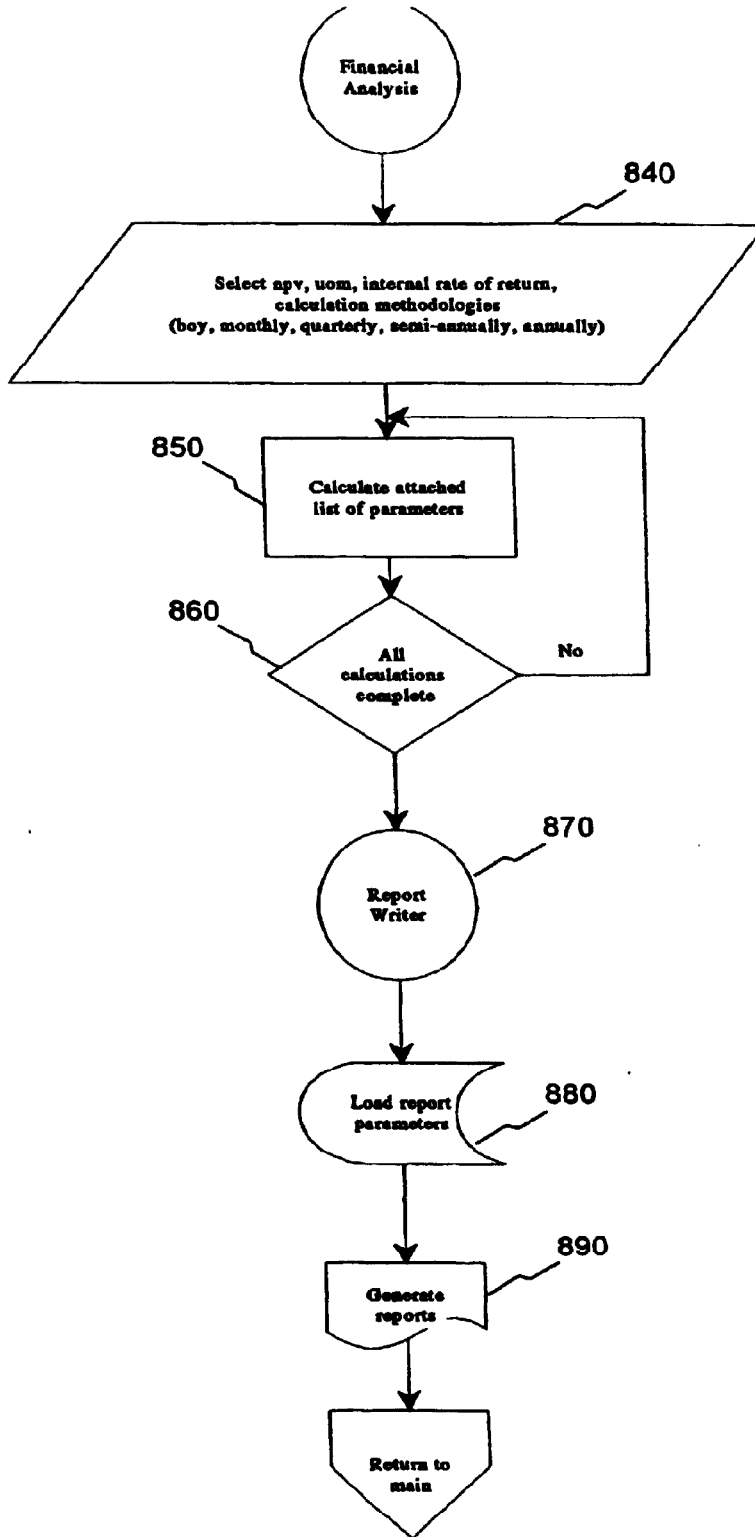 Financial
Analysis
840
Select npv, uom, internal rate of return,
calculation methodologies
(boy, monthly, quarterly, semi-annually, annually)
850
Calculate attached
list of parameters
860
All
calculations
complete
No
870
Report
Writer
Load report
parameters
880
890
Generate
reports
Return to
main